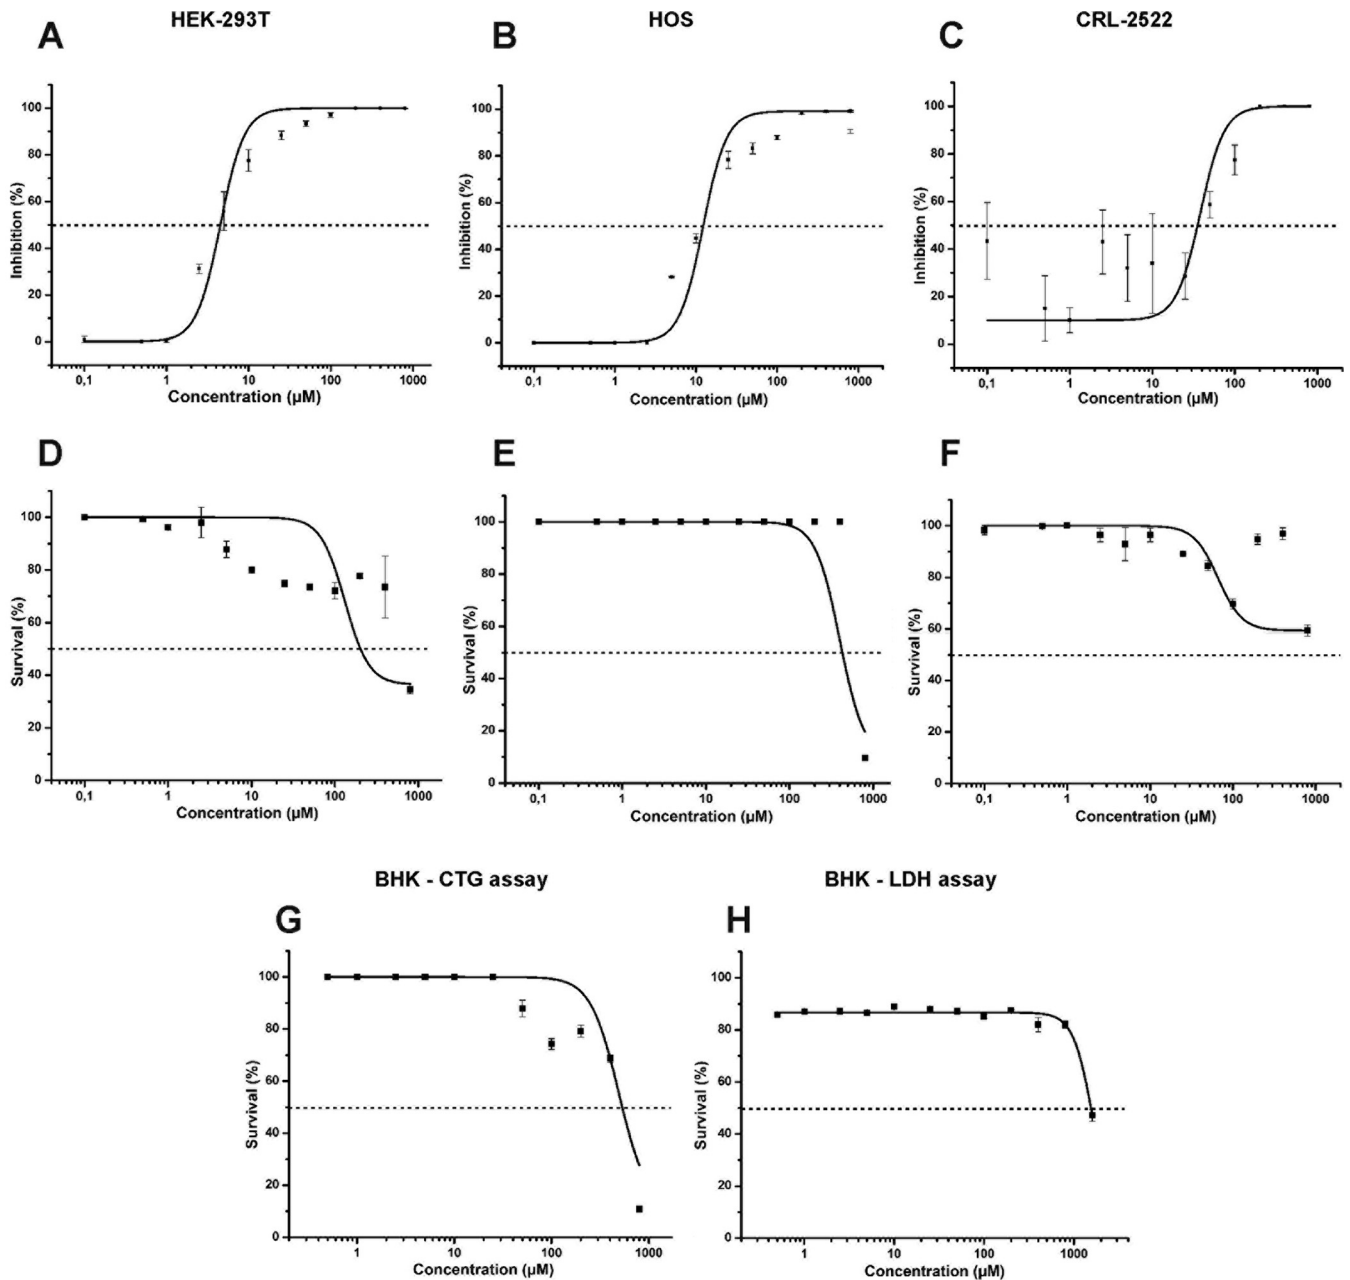 HEK-293T
HOS
CRL-2522
A
B
C
Inhibition (%)
100
80
60
40
20
0
0,1
1
10
100
1000
Concentration (µM)
Inhibition (%)
100
80
60
40
20
0
0,1
1
10
100
1000
Concentration (µM)
Inhibition (%)
100
80
60
40
20
0
0,1
1
10
100
1000
Concentration (µM)
D
E
F
Survival (%)
100
80
60
40
20
0
0,1
1
10
100
1000
Concentration (µM)
Survival (%)
100
80
60
40
20
0
0,1
1
10
100
1000
Concentration (µM)
Survival (%)
100
80
60
40
20
0
0,1
1
10
100
1000
Concentration (µM)
BHK - CTG assay
BHK - LDH assay
G
H
Survival (%)
100
80
60
40
20
0
1
10
100
1000
Concentration (µM)
Survival (%)
100
80
60
40
20
0
1
10
100
1000
Concentration (µM)